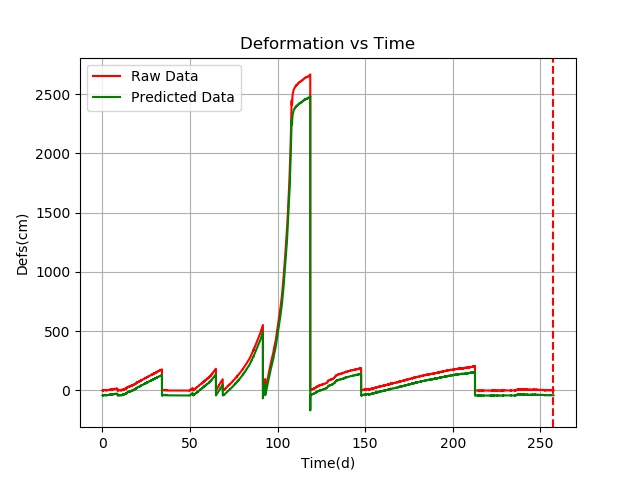 Deformation vs Time
Raw Data
Predicted Data
Defs(cm)
2500
2000
1500
1000
500
0
0 50 100 150 200 250
Time(d)